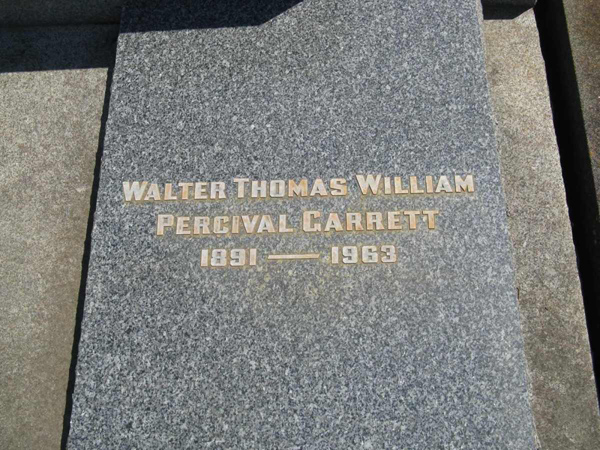 WALTER THOMAS WILLIAM
PERCIVAL GARRETT
1891 — 1963